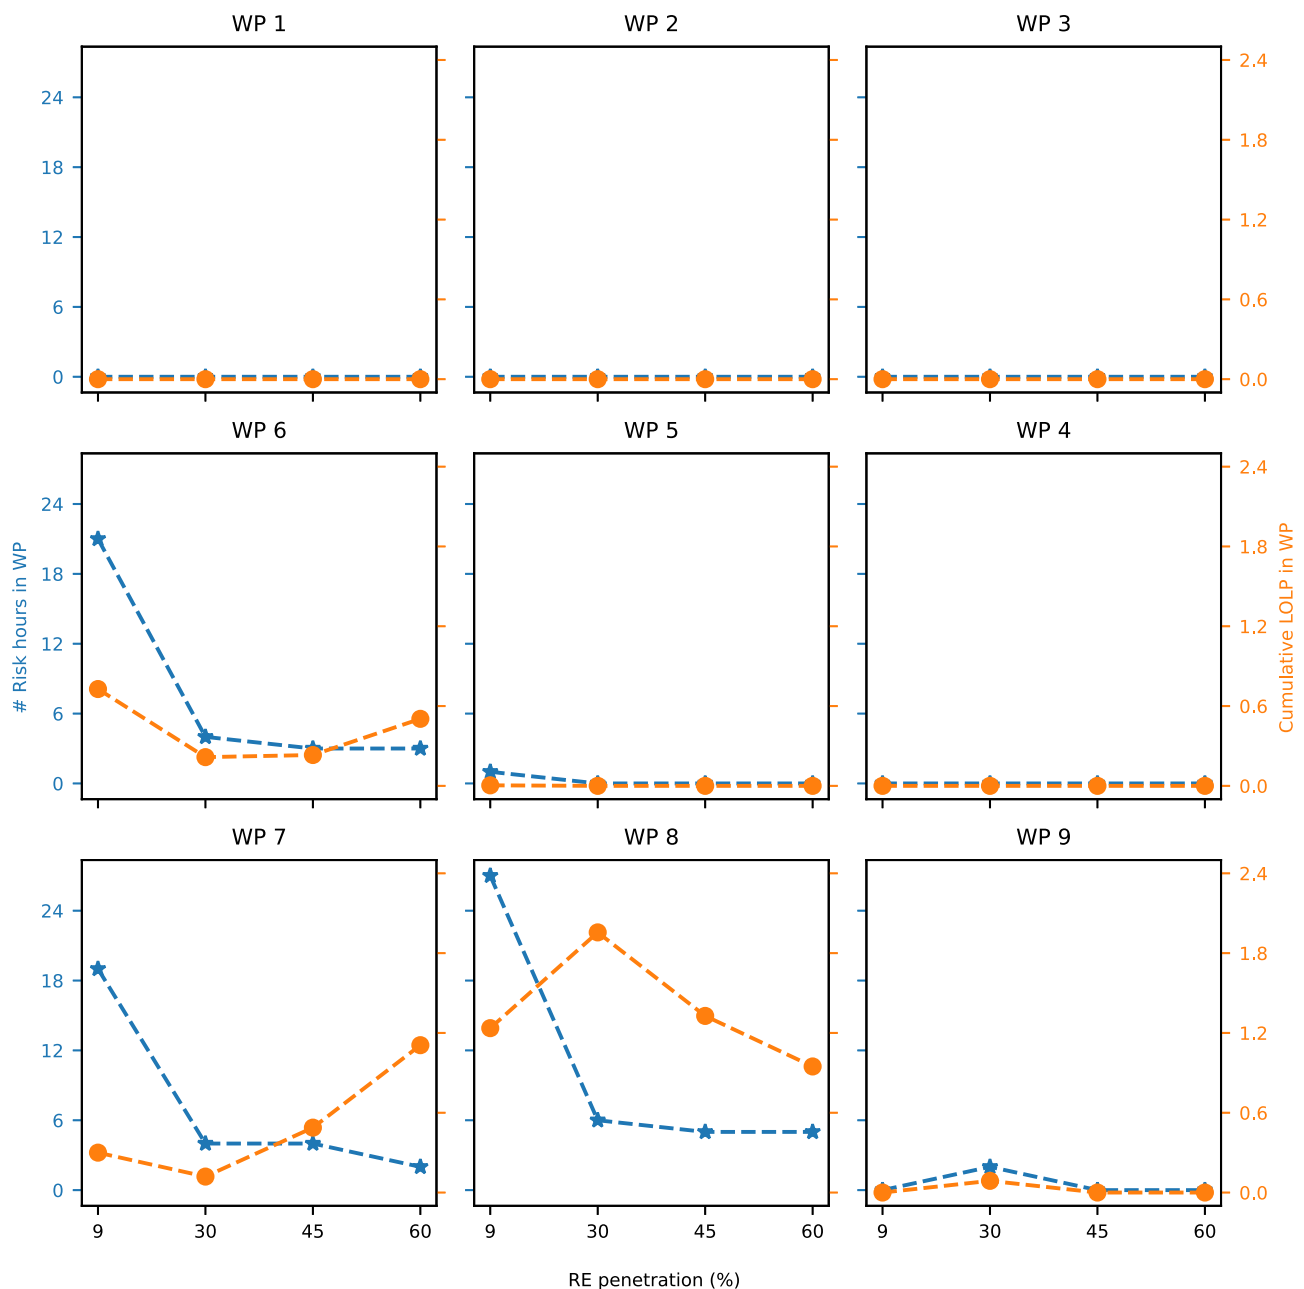 WP 1
WP 2
WP 3
24
18
12
6
0
2.4
1.8
1.2
0.6
0.0
WP 6
WP 5
WP 4
24
18
12
6
0
2.4
1.8
1.2
0.6
0.0
# Risk hours in WP
Cumulative LOLP in WP
WP 7
WP 8
WP 9
24
18
12
6
0
2.4
1.8
1.2
0.6
0.0
9 30 45 60
9 30 45 60
9 30 45 60
RE penetration (%)